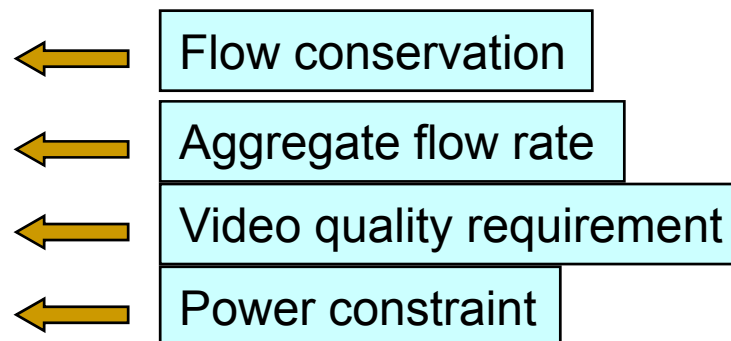 Flow conservation
Aggregate flow rate
Video quality requirement
Power constraint